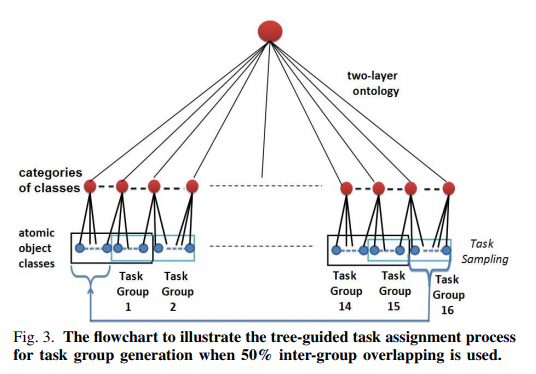 two-layer
ontology
categories
of classes
atomic
object
classes
Task
Sampling
Task
Group
1
Task
Group
2
Task
Group
14
Task
Group
15
Task
Group
16
Fig. 3. The flowchart to illustrate the tree-guided task assignment process
for task group generation when 50% inter-group overlapping is used.